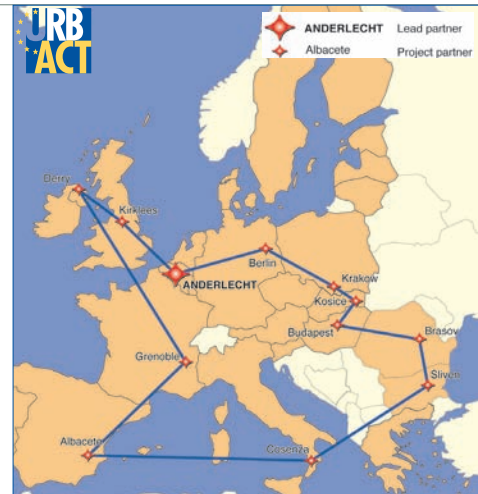 URB
ACT
ANDERLECHT Lead partner
Albacete Project partner
Derry
Kirklees
Berlin
ANDERLECHT
Krakow
Kosice
Budapest
Brasov
Grenoble
Sliven
Albacete
Cosenza